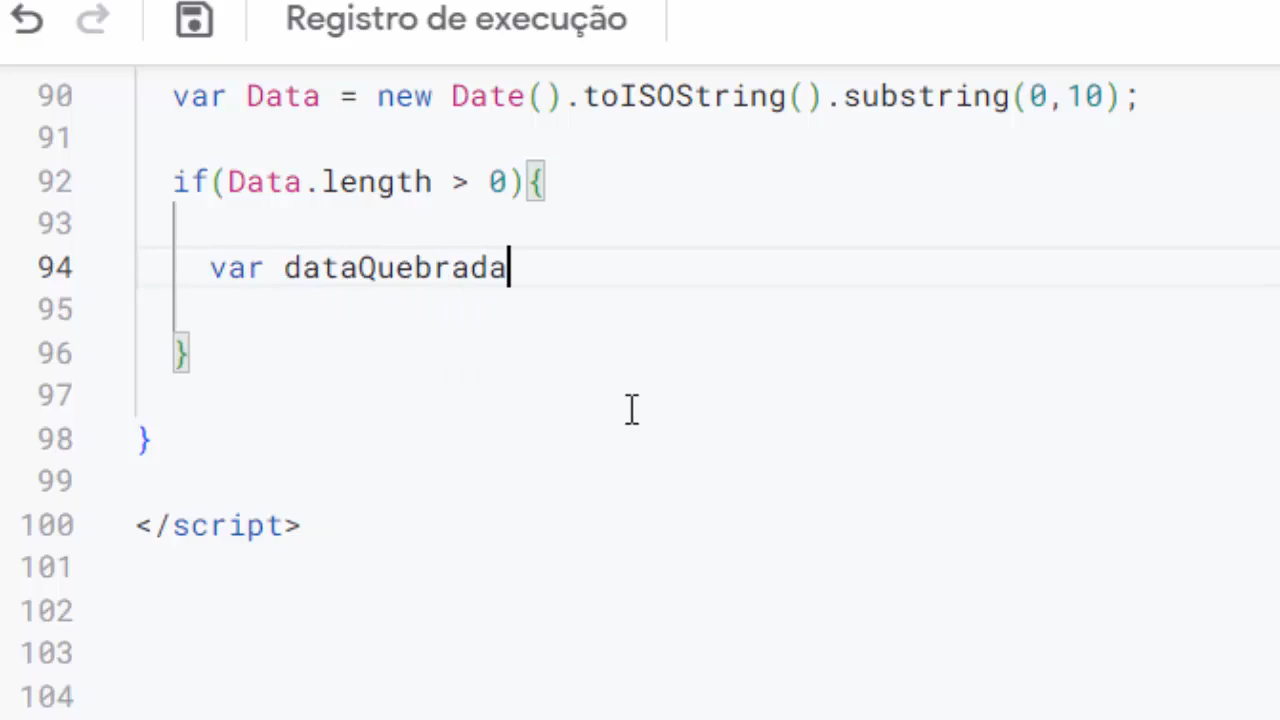 Registro de execução
90 var Data = new Date().toISOString().substring(0,10);
91
92 if(Data.length > 0){
93
94 var dataQuebrada
95
96 }
97
98 }
99
100 </script>
101
102
103
104